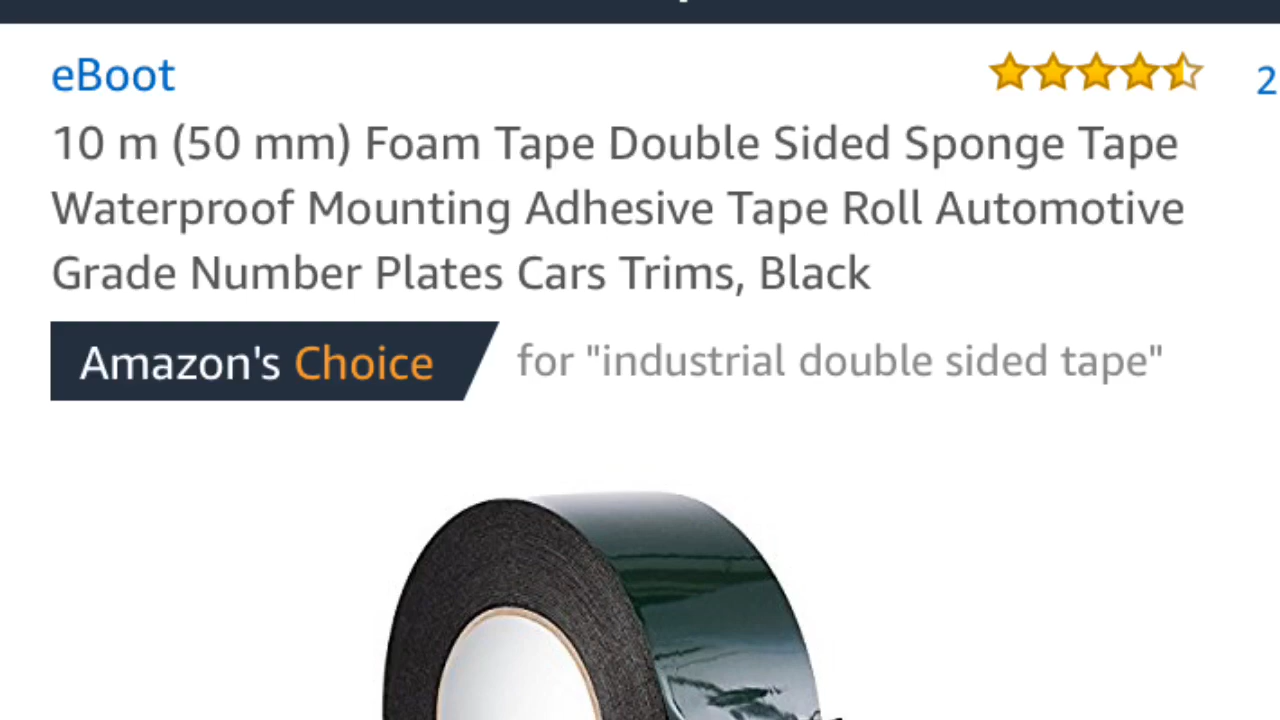 eBoot
10 m (50 mm) Foam Tape Double Sided Sponge Tape
Waterproof Mounting Adhesive Tape Roll Automotive
Grade Number Plates Cars Trims, Black
Amazon's Choice for "industrial double sided tape"